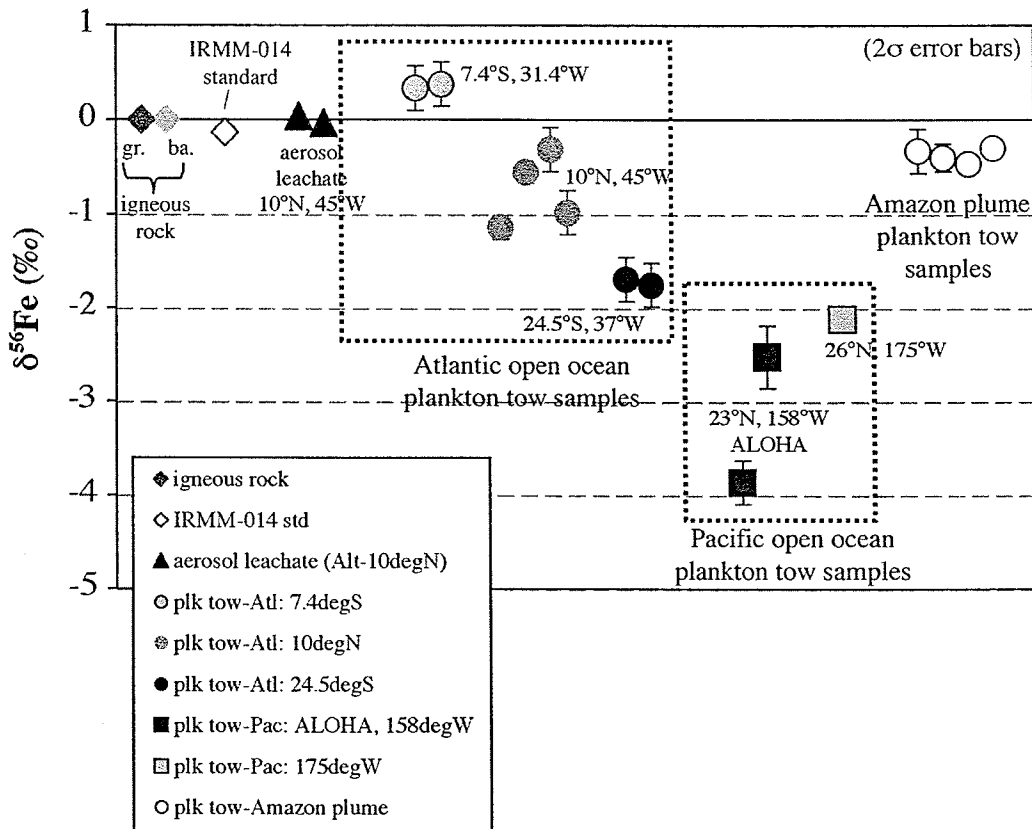 1
0
-1
-2
-3
-4
-5
δ⁵⁶Fe (‰)
(2σ error bars)
IRMM-014
standard
gr.
ba.
igneous
rock
aerosol
leachate
10°N, 45°W
7.4°S, 31.4°W
10°N, 45°W
24.5°S, 37°W
Atlantic open ocean
plankton tow samples
Amazon plume
plankton tow
samples
26°N, 175°W
23°N, 158°W
ALOHA
Pacific open ocean
plankton tow samples
igneous rock
IRMM-014 std
aerosol leachate (Alt-10degN)
plk tow-Atl: 7.4degS
plk tow-Atl: 10degN
plk tow-Atl: 24.5degS
plk tow-Pac: ALOHA, 158degW
plk tow-Pac: 175degW
plk tow-Amazon plume